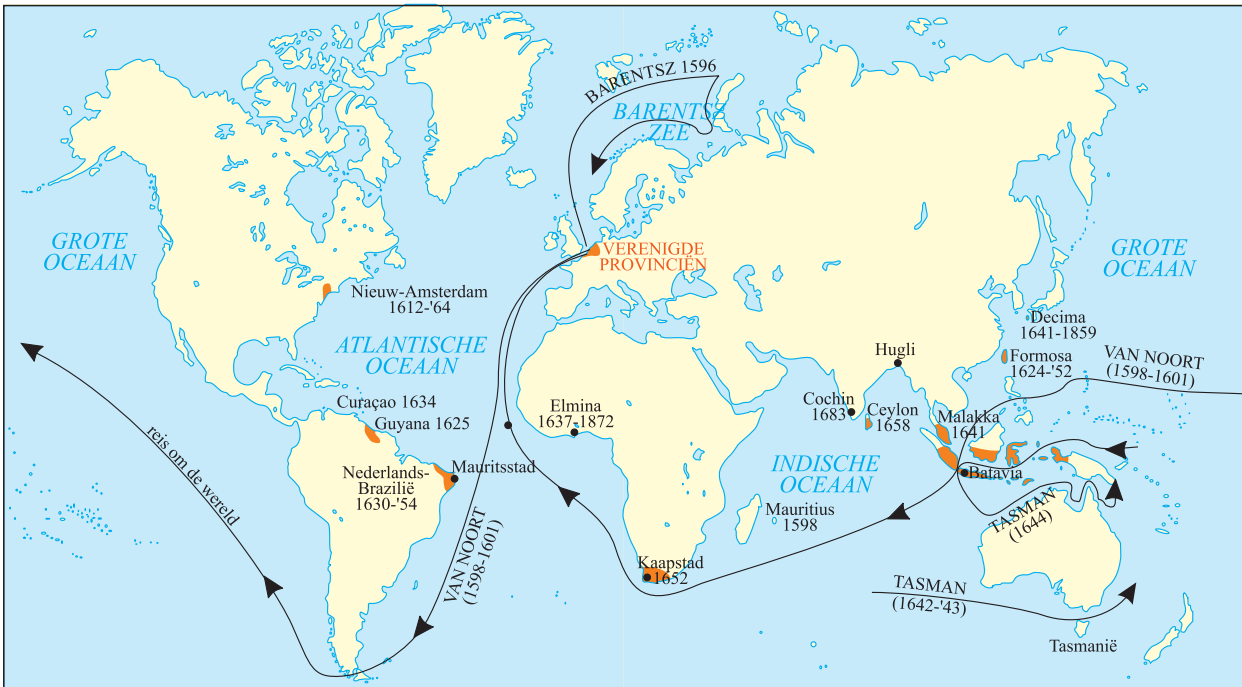 BARENTSZ 1596
BARENTSZ
ZEE
GROTE
OCEAAN
VERENIGDE
PROVINCIËN
GROTE
OCEAAN
Nieuw-Amsterdam
1612-'64
ATLANTISCHE
OCEAAN
Decima
1641-1859
Formosa
1624-'52
VAN NOORT
(1598-1601)
Hugli
Curaçao 1634
Guyana 1625
Elmina
1637-1872
Cochin
1683
Ceylon
1658
Malakka
1641
reis om de wereld
Nederlands-
Brazilië
1630-'54
Mauritsstad
INDISCHE
OCEAAN
Batavia
Mauritius
1598
TASMAN
(1644)
VAN NOORT
(1598-1601)
Kaapstad
1652
TASMAN
(1642-'43)
Tasmanië